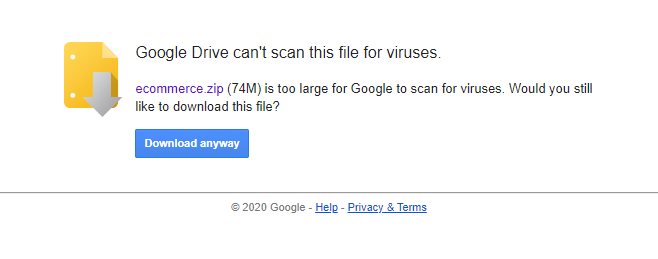 Google Drive can't scan this file for viruses.
ecommerce.zip (74M) is too large for Google to scan for viruses. Would you still
like to download this file?
Download anyway
© 2020 Google - Help - Privacy & Terms